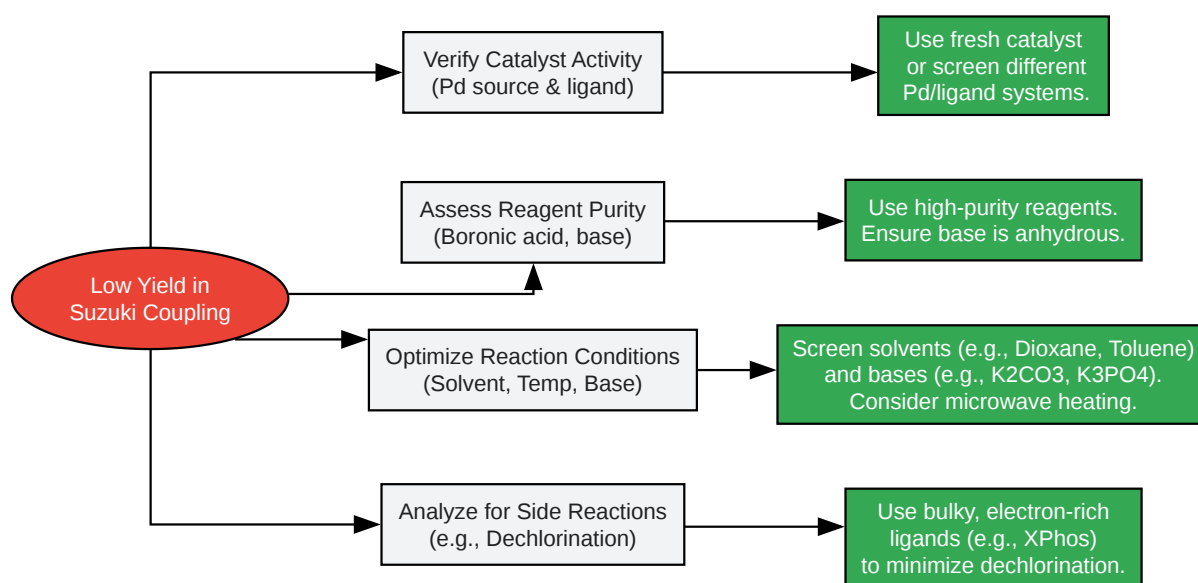 Verify Catalyst Activity
(Pd source & ligand)
Use fresh catalyst
or screen different
Pd/ligand systems.
Assess Reagent Purity
(Boronic acid, base)
Use high-purity reagents.
Ensure base is anhydrous.
Low Yield in
Suzuki Coupling
Optimize Reaction Conditions
(Solvent, Temp, Base)
Screen solvents (e.g., Dioxane, Toluene)
and bases (e.g., K2CO3, K3PO4).
Consider microwave heating.
Analyze for Side Reactions
(e.g., Dechlorination)
Use bulky, electron-rich
ligands (e.g., XPhos)
to minimize dechlorination.